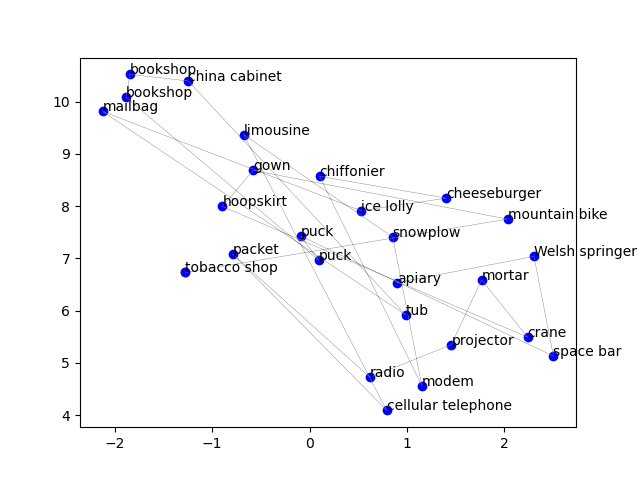 bookshop
china cabinet
bookshop
mailbag
limousine
gown
chiffonier
cheeseburger
hoopskirt
ice lolly
mountain bike
puck
snowplow
packet
puck
Welsh springer
tobacco shop
apiary
mortar
tub
crane
projector
space bar
radio
modem
cellular telephone
10
9
8
7
6
5
4
−2
−1
0
1
2